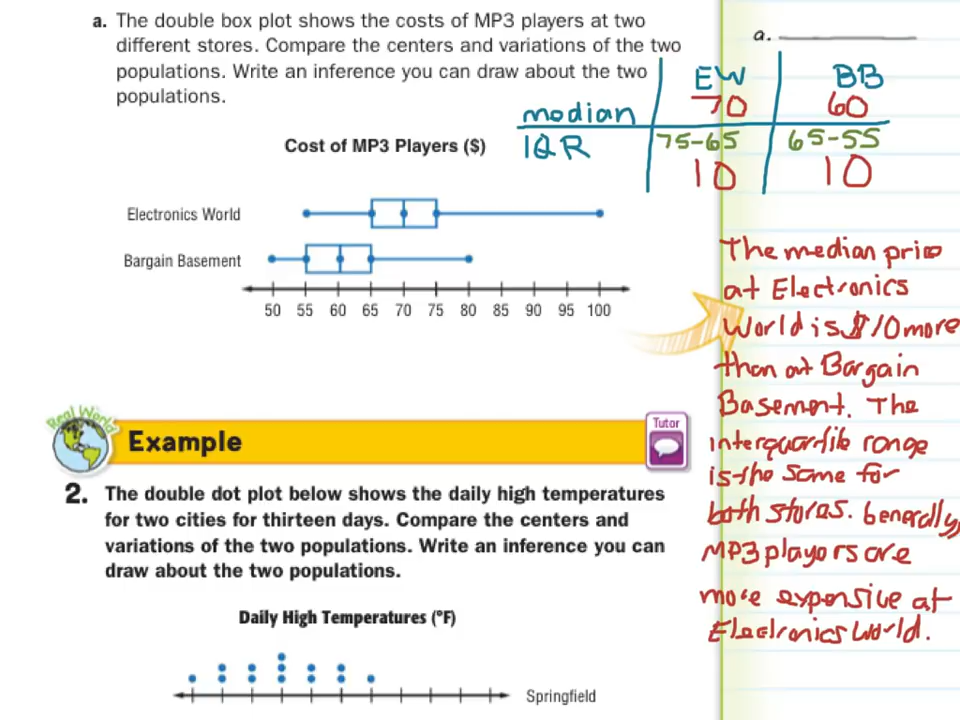 a. The double box plot shows the costs of MP3 players at two
different stores. Compare the centers and variations of the two
populations. Write an inference you can draw about the two
populations.
a.
EW BB
median 70 60
IQR 75-65 65-55
10 10
Cost of MP3 Players ($)
Electronics World
Bargain Basement
50 55 60 65 70 75 80 85 90 95 100
The median price
at Electronics
World is $10 more
than at Bargain
Basement. The
interquartile range
is the same for
both stores. Generally,
MP3 players are
more expensive at
Electronics World.
Real World
Example
Tutor
2. The double dot plot below shows the daily high temperatures
for two cities for thirteen days. Compare the centers and
variations of the two populations. Write an inference you can
draw about the two populations.
Daily High Temperatures (°F)
Springfield